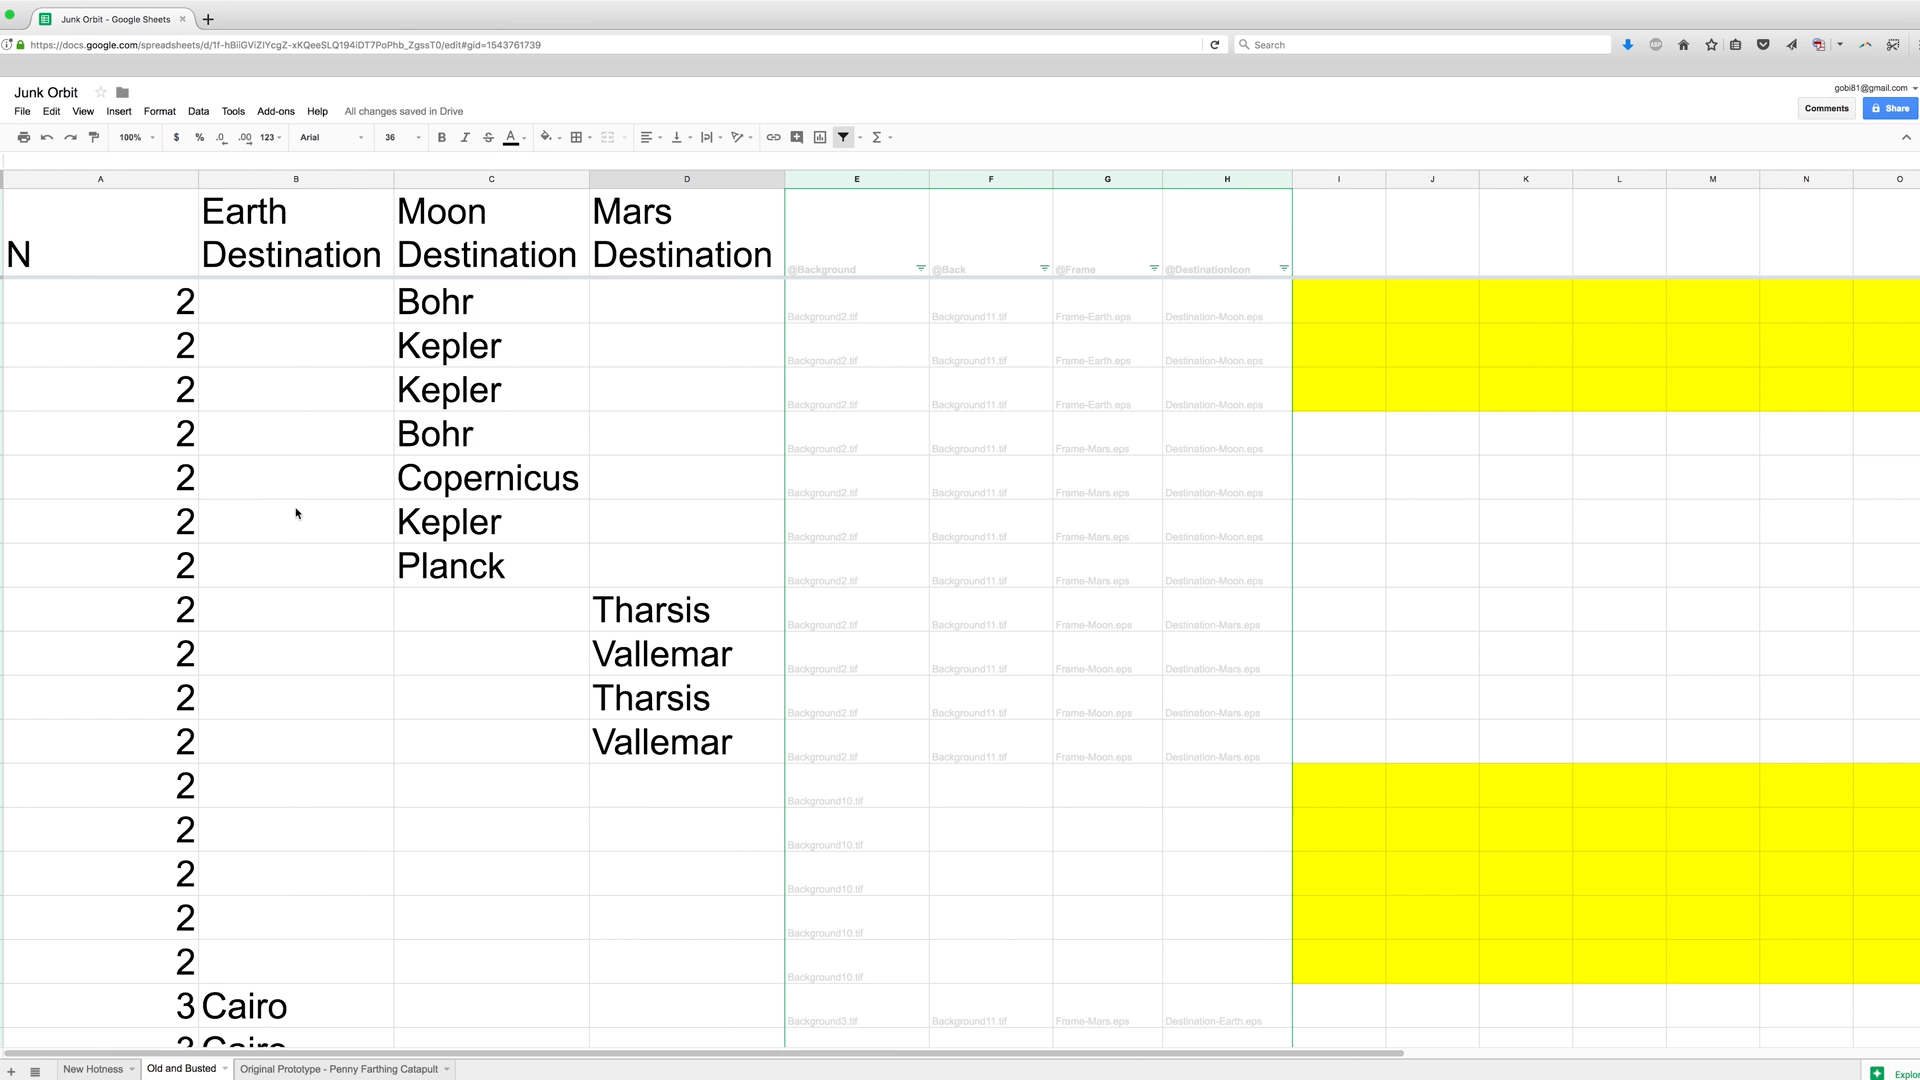 Junk Orbit - Google Sheets
https://docs.google.com/spreadsheets/d/1f-hBiiGViZIYcgZ-xKQeeSLQ194iDT7PoPhb_ZgssT0/edit#gid=1543761739
Search
ABP
Junk Orbit
gobi81@gmail.com
File Edit View Insert Format Data Tools Add-ons Help All changes saved in Drive
Comments
Share
100% $ % .0 .00 123 Arial 36 B I S A Σ
A B C D E F G H I J K L M N O
N Earth Destination Moon Destination Mars Destination @Background @Back @Frame @DestinationIcon
2 Bohr Background2.tif Background11.tif Frame-Earth.eps Destination-Moon.eps
2 Kepler Background2.tif Background11.tif Frame-Earth.eps Destination-Moon.eps
2 Kepler Background2.tif Background11.tif Frame-Earth.eps Destination-Moon.eps
2 Bohr Background2.tif Background11.tif Frame-Mars.eps Destination-Moon.eps
2 Copernicus Background2.tif Background11.tif Frame-Mars.eps Destination-Moon.eps
2 Kepler Background2.tif Background11.tif Frame-Mars.eps Destination-Moon.eps
2 Planck Background2.tif Background11.tif Frame-Mars.eps Destination-Moon.eps
2 Tharsis Background2.tif Background11.tif Frame-Moon.eps Destination-Mars.eps
2 Vallemar Background2.tif Background11.tif Frame-Moon.eps Destination-Mars.eps
2 Tharsis Background2.tif Background11.tif Frame-Moon.eps Destination-Mars.eps
2 Vallemar Background2.tif Background11.tif Frame-Moon.eps Destination-Mars.eps
2 Background10.tif
2 Background10.tif
2 Background10.tif
2 Background10.tif
2 Background10.tif
3 Cairo Background3.tif Background11.tif Frame-Mars.eps Destination-Earth.eps
Cairo
New Hotness Old and Busted Original Prototype - Penny Farthing Catapult Explor